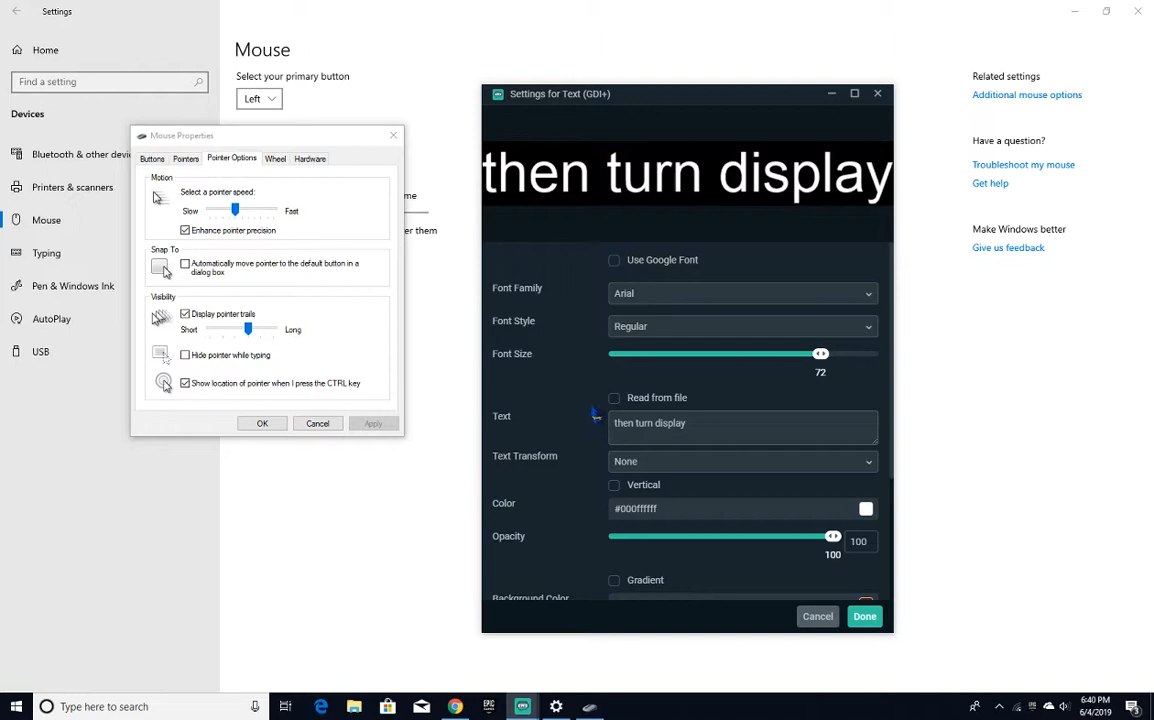 Settings
Home
Find a setting
Devices
Bluetooth & other devi
Printers & scanners
Mouse
Typing
Pen & Windows Ink
AutoPlay
USB
Mouse
Select your primary button
Left
me
er them
Related settings
Additional mouse options
Have a question?
Troubleshoot my mouse
Get help
Make Windows better
Give us feedback
Mouse Properties
Buttons Pointers Pointer Options Wheel Hardware
Motion
Select a pointer speed:
Slow Fast
Enhance pointer precision
Snap To
Automatically move pointer to the default button in a
dialog box
Visibility
Display pointer trails
Short Long
Hide pointer while typing
Show location of pointer when I press the CTRL key
OK Cancel Apply
Settings for Text (GDI+)
then turn display
Use Google Font
Font Family Arial
Font Style Regular
Font Size
72
Read from file
Text then turn display
Text Transform None
Vertical
Color #000ffffff
Opacity 100
100
Gradient
Background Color
Cancel Done
Type here to search
EPIC
GAMES
6:40 PM
6/4/2019
3